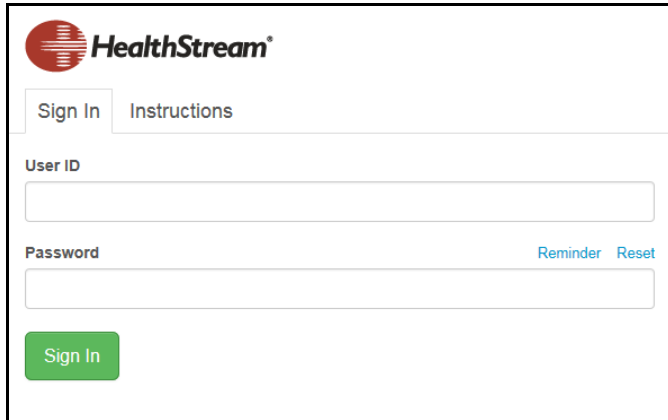 HealthStream®
Sign In Instructions
User ID
Password Reminder Reset
Sign In